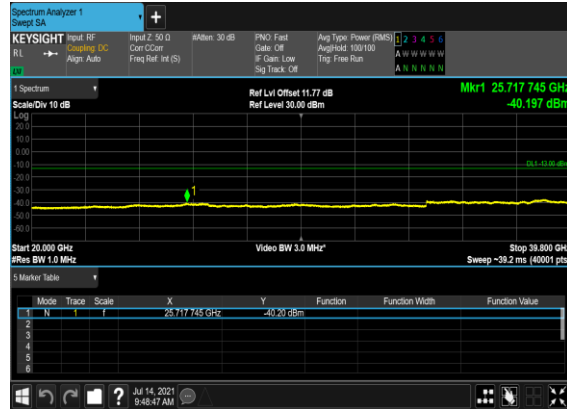 Spectrum Analyzer 1
Swept SA
KEYSIGHT Input: RF Input Z: 50 Ω #Atten: 30 dB PNO: Fast Avg Type: Power (RMS) 1 2 3 4 5 6
RL Coupling: DC Corr CCorr Gate: Off Avg|Hold: 100/100 A W W W W W
Align: Auto Freq Ref: Int (S) IF Gain: Low Trig: Free Run
Sig Track: Off A N N N N N
1 Spectrum Ref Lvl Offset 11.77 dB Mkr1 25.717 745 GHz
Scale/Div 10 dB Ref Level 30.00 dBm -40.197 dBm
Log
20.0
10.0
0.00
-10.0
DL1 -13.00 dBm
-20.0
-30.0
1
-40.0
-50.0
-60.0
Start 20.000 GHz Video BW 3.0 MHz* Stop 39.800 GHz
#Res BW 1.0 MHz Sweep ~39.2 ms (40001 pts)
5 Marker Table
Mode Trace Scale X Y Function Function Width Function Value
1 N 1 f 25.717 745 GHz -40.20 dBm
2
3
4
5
6
? Jul 14, 2021
9:48:47 AM